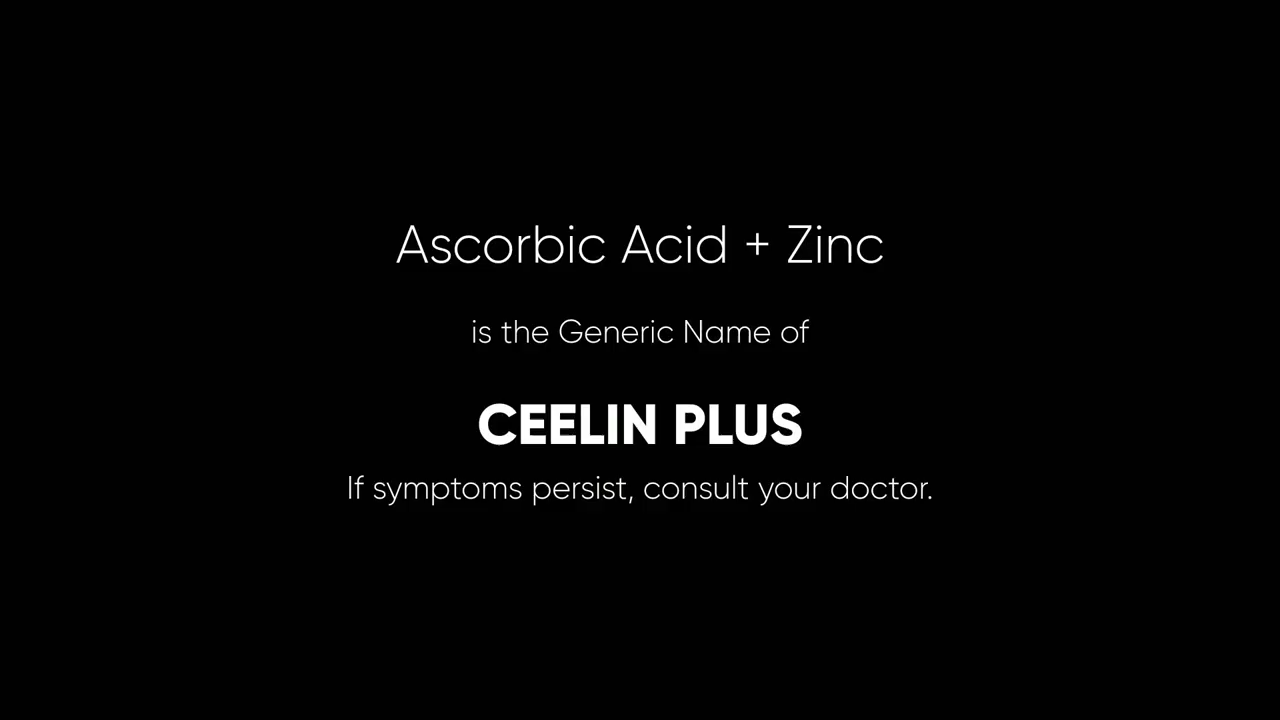 Ascorbic Acid + Zinc
is the Generic Name of
CEELIN PLUS
If symptoms persist, consult your doctor.